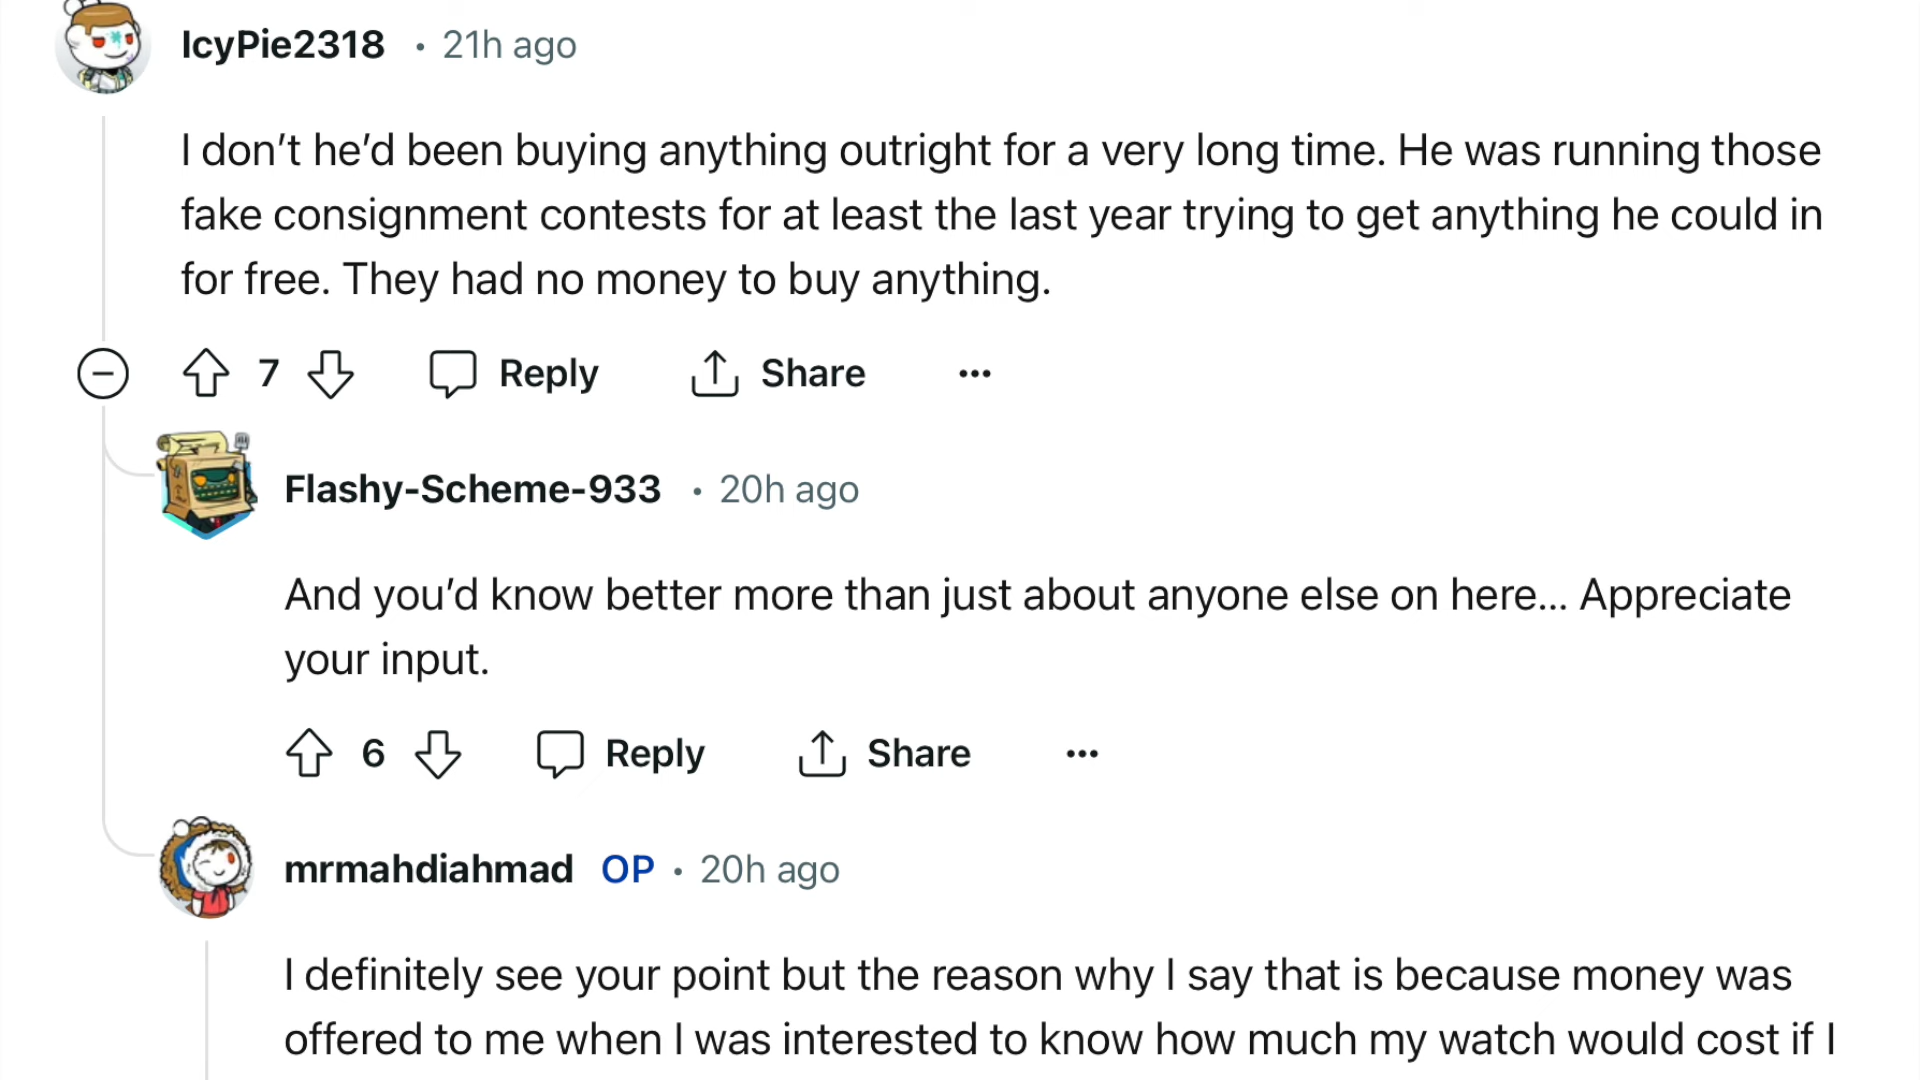 IcyPie2318 • 21h ago
I don’t he’d been buying anything outright for a very long time. He was running those
fake consignment contests for at least the last year trying to get anything he could in
for free. They had no money to buy anything.
7 Reply Share ...
Flashy-Scheme-933 • 20h ago
And you’d know better more than just about anyone else on here... Appreciate
your input.
6 Reply Share ...
mrmahdiahmad OP • 20h ago
I definitely see your point but the reason why I say that is because money was
offered to me when I was interested to know how much my watch would cost if I